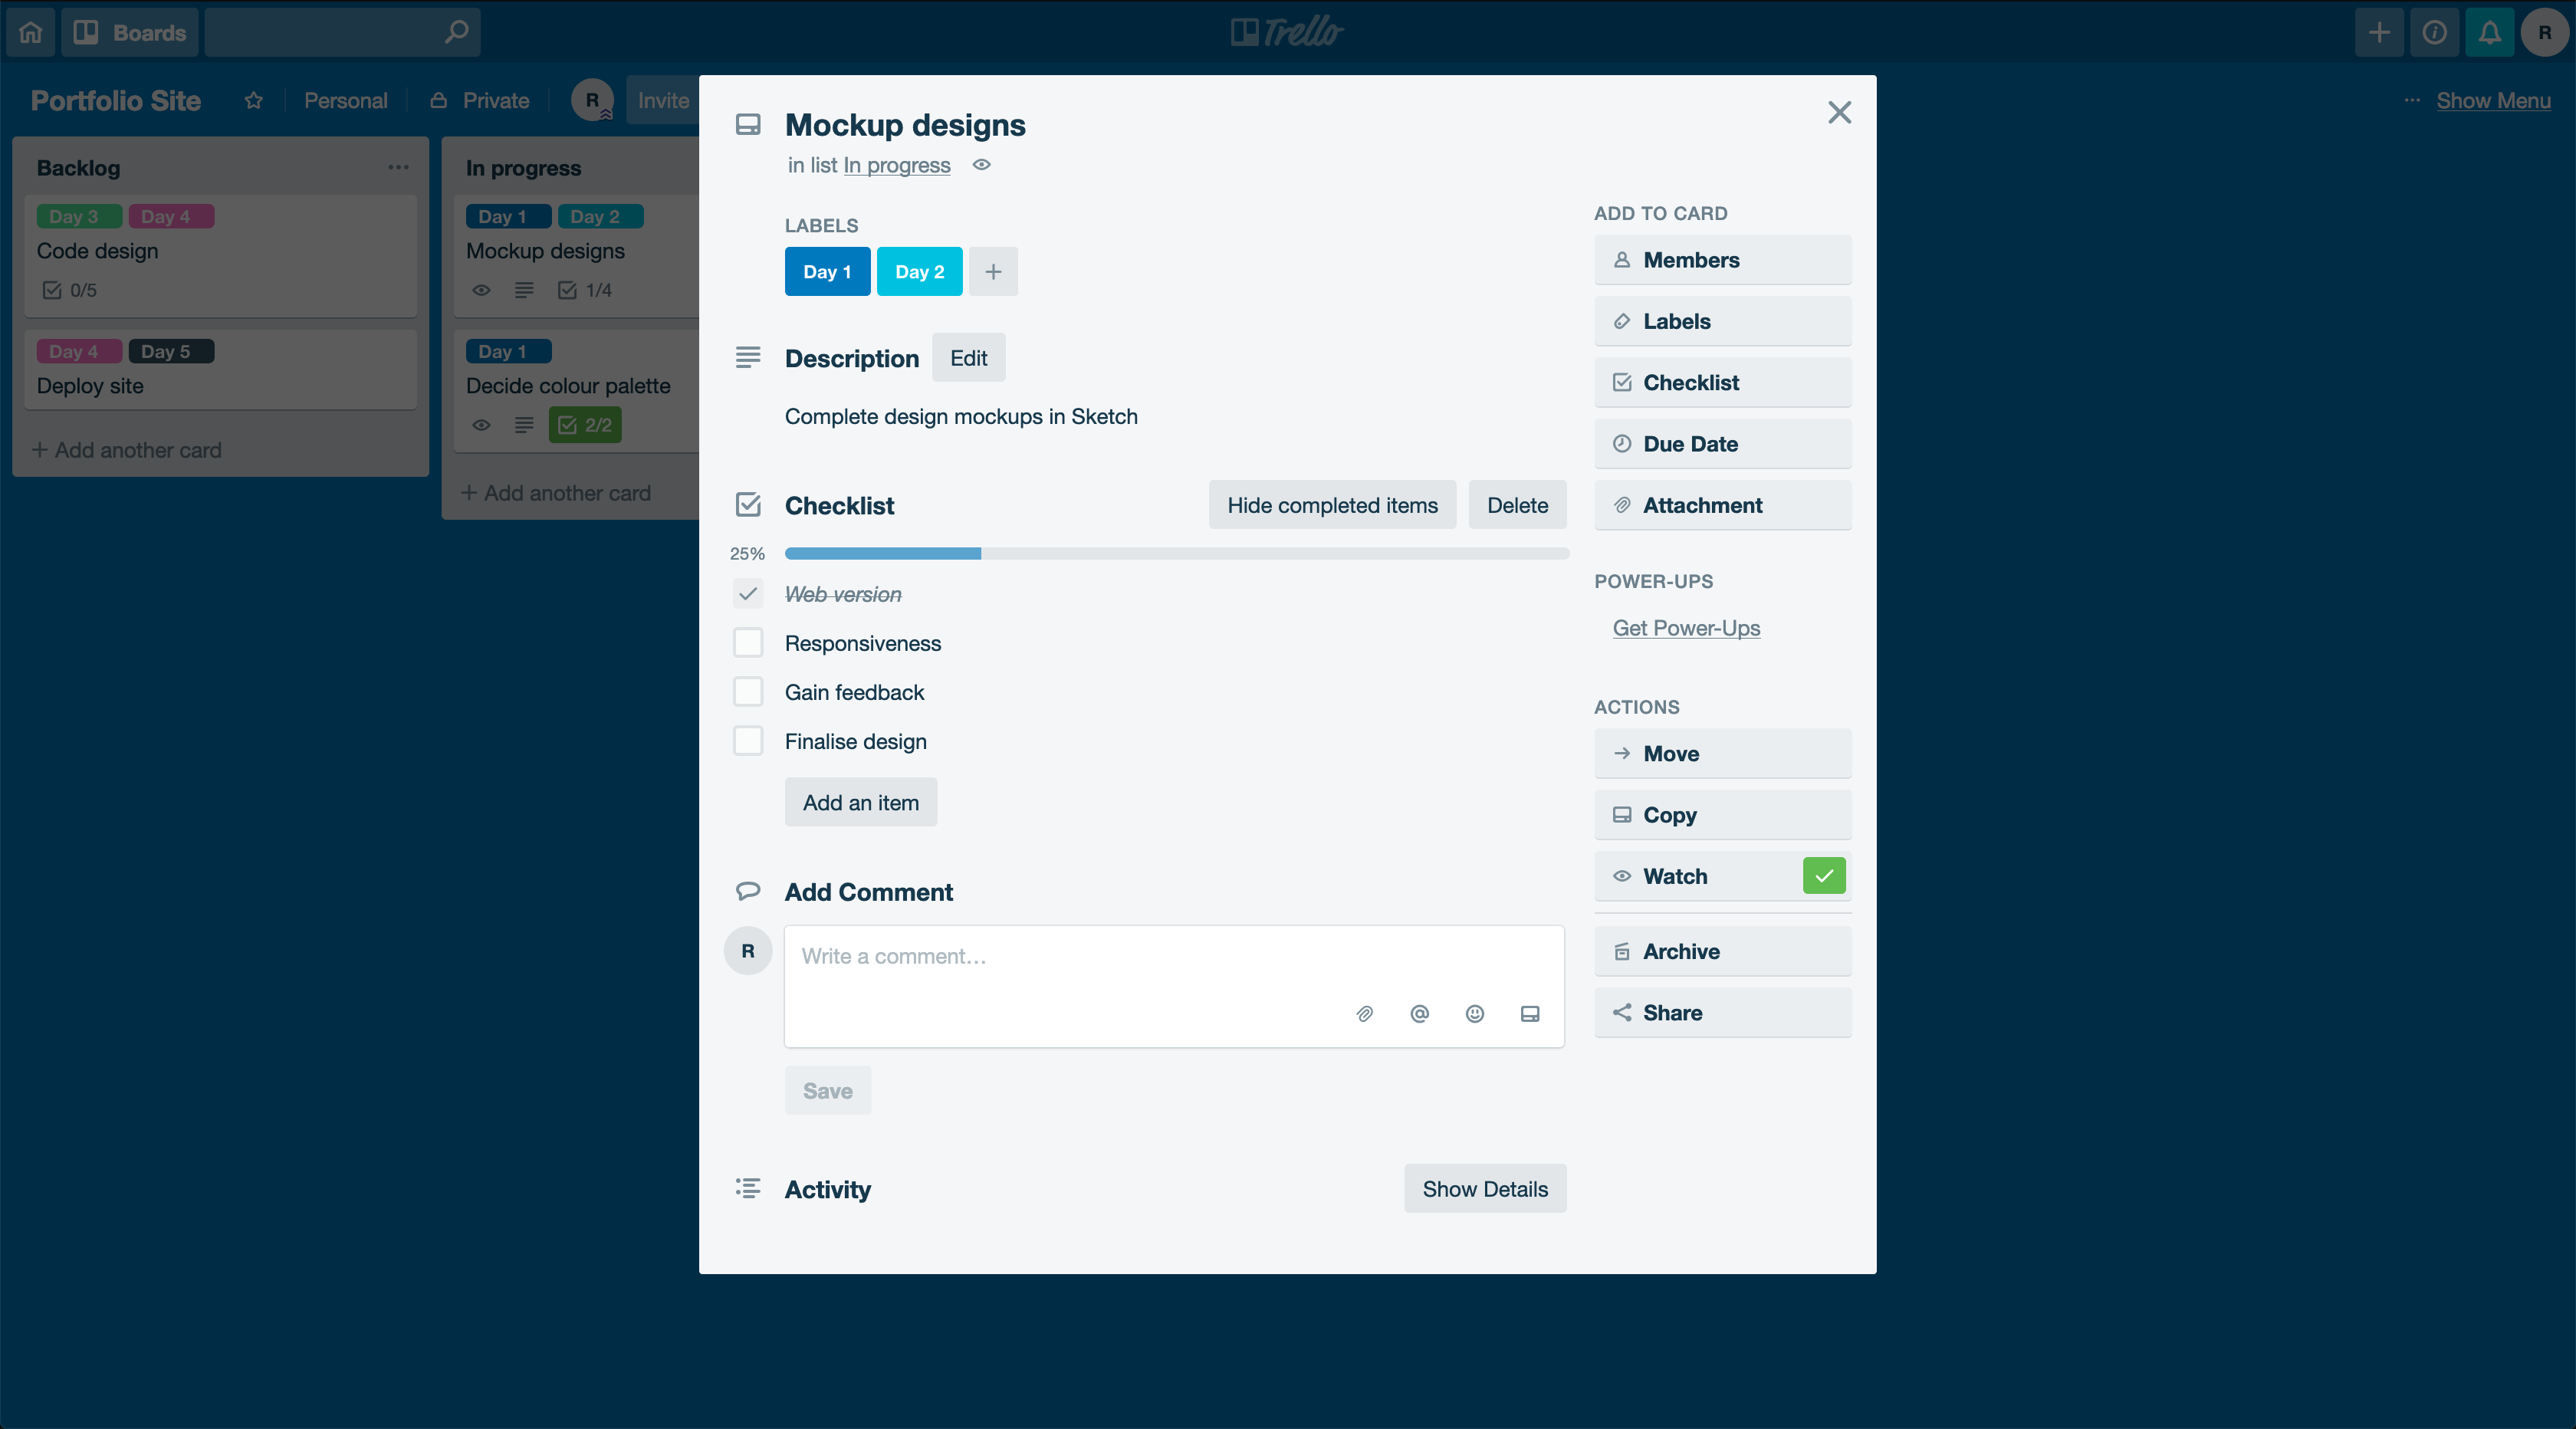 Boards
Trello
R
Portfolio Site
Personal
Private
R
Invite
Show Menu
Backlog
Day 3 Day 4
Code design
0/5
Day 4 Day 5
Deploy site
+ Add another card
In progress
Day 1 Day 2
Mockup designs
1/4
Day 1
Decide colour palette
2/2
+ Add another card
Mockup designs
in list In progress
LABELS
Day 1 Day 2 +
Description Edit
Complete design mockups in Sketch
Checklist Hide completed items Delete
25%
Web version
Responsiveness
Gain feedback
Finalise design
Add an item
Add Comment
R
Write a comment…
@
Save
Activity Show Details
ADD TO CARD
Members
Labels
Checklist
Due Date
Attachment
POWER-UPS
Get Power-Ups
ACTIONS
Move
Copy
Watch
Archive
Share